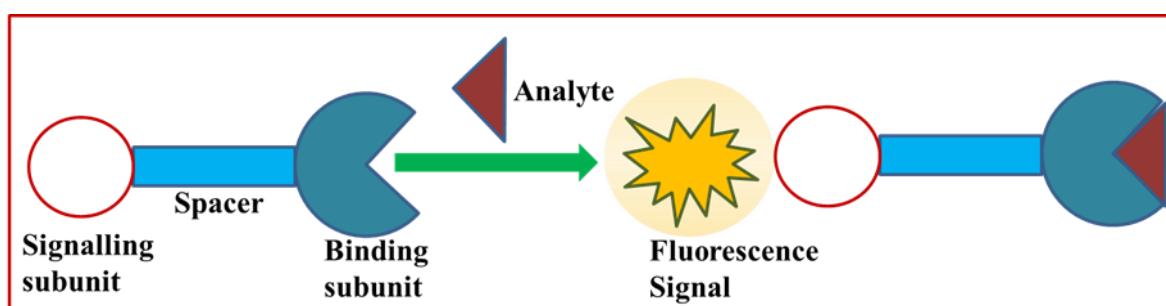 Analyte
Spacer
Signalling
subunit
Binding
subunit
Fluorescence
Signal